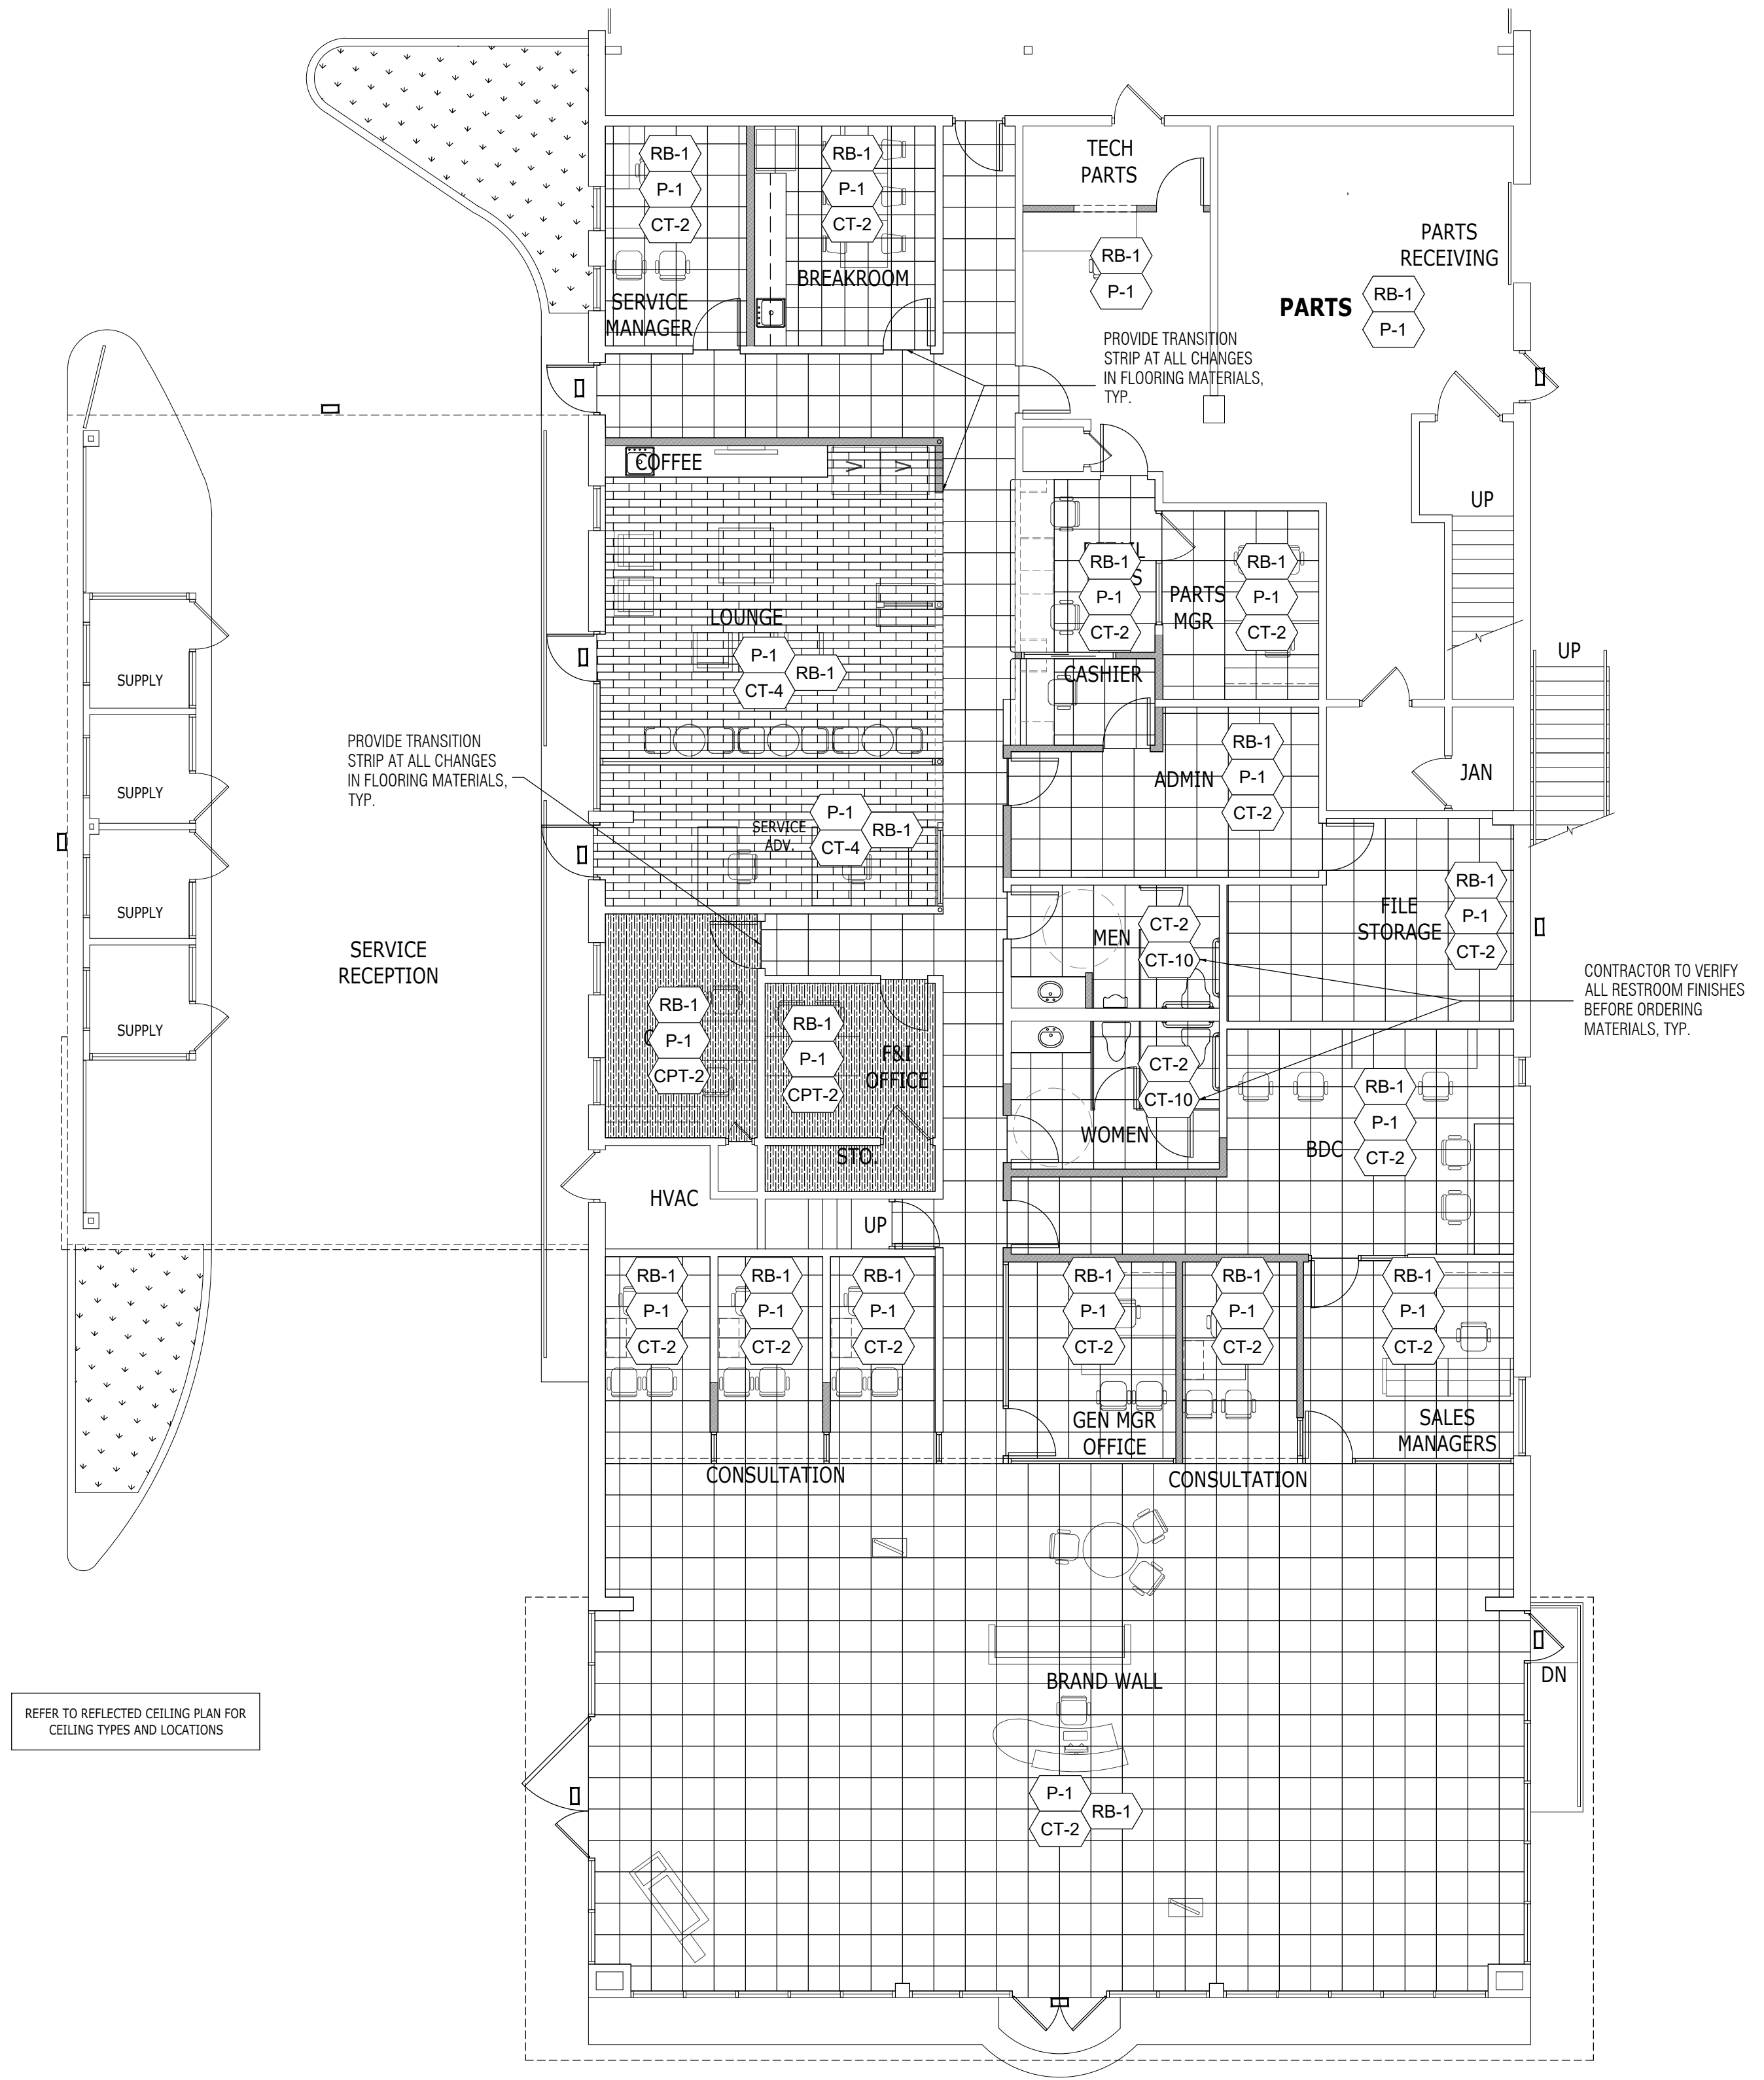 TECH
PARTS
RB-1
P-1
CT-2
SERVICE
MANAGER
RB-1
P-1
CT-2
BREAKROOM
RB-1
P-1
PARTS
RECEIVING
PARTS
RB-1
P-1
PROVIDE TRANSITION
STRIP AT ALL CHANGES
IN FLOORING MATERIALS,
TYP.
COFFEE
UP
LOUNGE
P-1
RB-1
CT-4
RB-1
P-1
CT-2
PARTS
MGR
RB-1
P-1
CT-2
CASHIER
UP
SUPPLY
SUPPLY
SUPPLY
SUPPLY
PROVIDE TRANSITION
STRIP AT ALL CHANGES
IN FLOORING MATERIALS,
TYP.
SERVICE
ADV.
P-1
RB-1
CT-4
ADMIN
RB-1
P-1
CT-2
JAN
SERVICE
RECEPTION
MEN
CT-2
CT-10
FILE
STORAGE
RB-1
P-1
CT-2
CONTRACTOR TO VERIFY
ALL RESTROOM FINISHES
BEFORE ORDERING
MATERIALS, TYP.
RB-1
P-1
CPT-2
RB-1
P-1
CPT-2
F&I
OFFICE
CT-2
CT-10
WOMEN
BDC
RB-1
P-1
CT-2
STO.
HVAC
UP
RB-1
P-1
CT-2
RB-1
P-1
CT-2
RB-1
P-1
CT-2
CONSULTATION
RB-1
P-1
CT-2
GEN MGR
OFFICE
RB-1
P-1
CT-2
CONSULTATION
RB-1
P-1
CT-2
SALES
MANAGERS
BRAND WALL
DN
REFER TO REFLECTED CEILING PLAN FOR
CEILING TYPES AND LOCATIONS
P-1
RB-1
CT-2